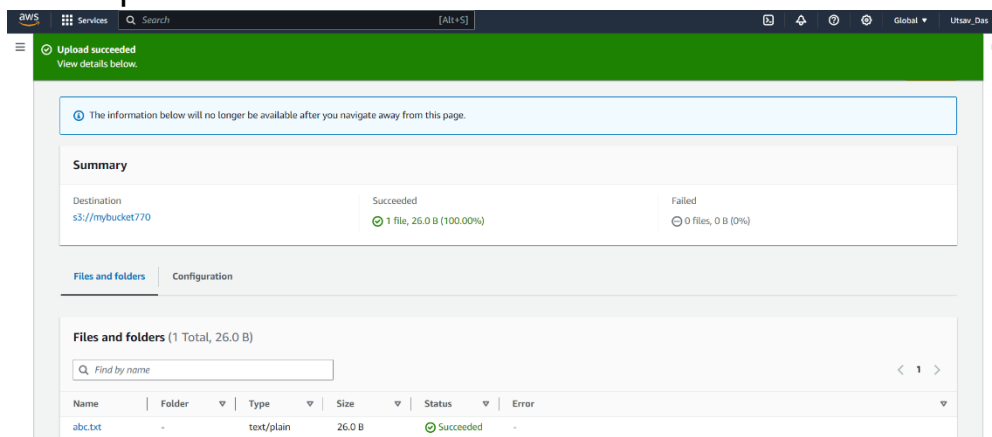 aws Services Search [Alt+S] Global Utsav_Das
Upload succeeded
View details below.
The information below will no longer be available after you navigate away from this page.
Summary
Destination Succeeded Failed
s3://mybucket770 1 file, 26.0 B (100.00%) 0 files, 0 B (0%)
Files and folders Configuration
Files and folders (1 Total, 26.0 B)
Find by name 1
Name Folder Type Size Status Error
abc.txt - text/plain 26.0 B Succeeded -